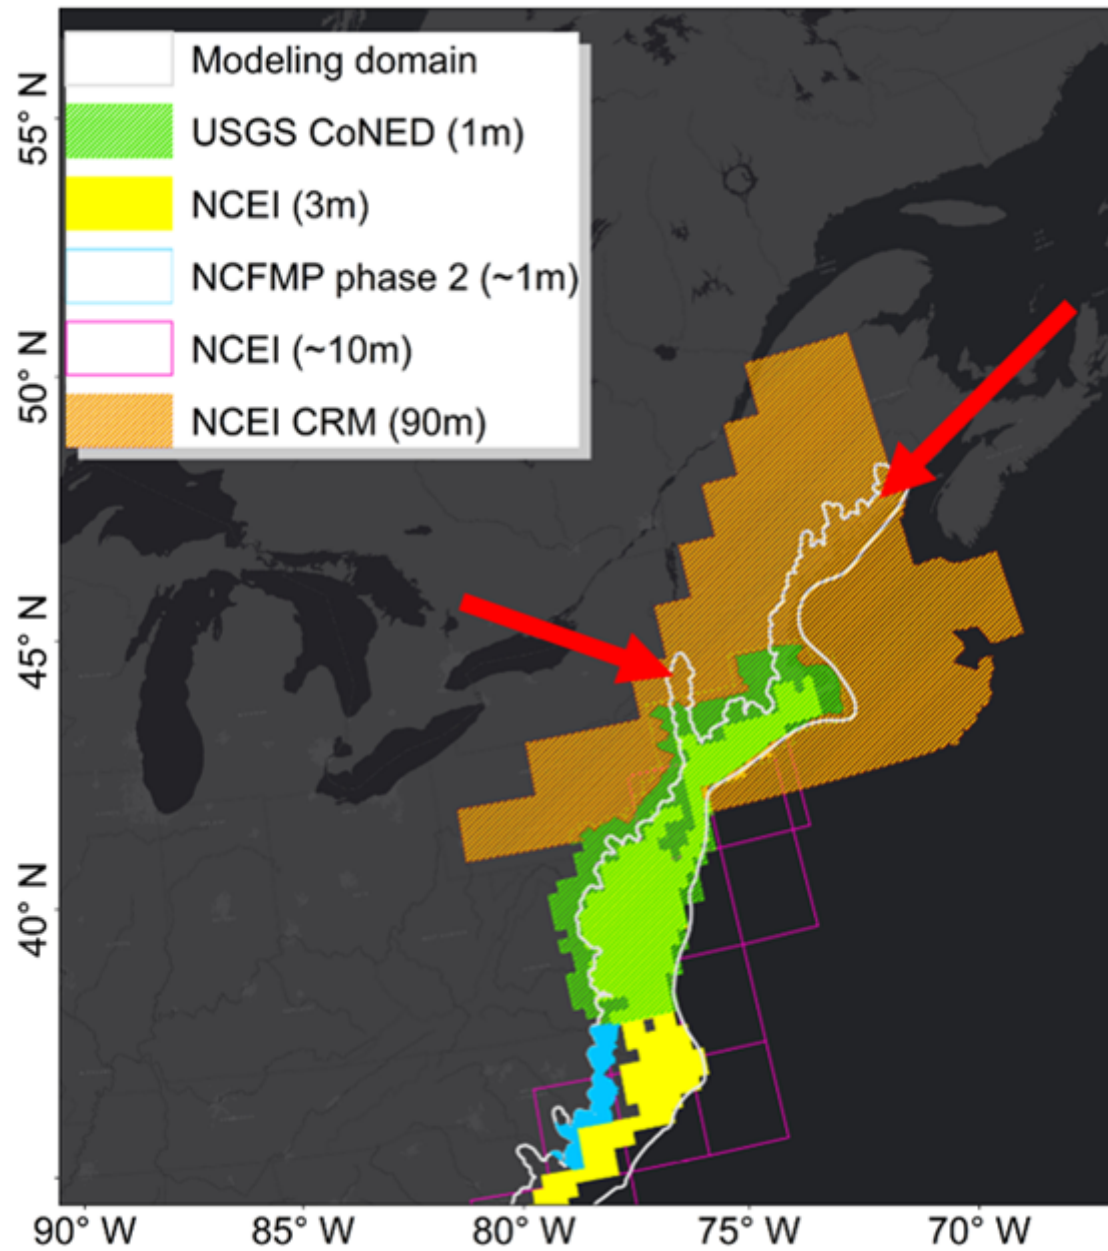 Modeling domain
USGS CoNED (1m)
NCEI (3m)
NCFMP phase 2 (~1m)
NCEI (~10m)
NCEI CRM (90m)
55° N
50° N
45° N
40° N
90° W
85° W
80° W
75° W
70° W